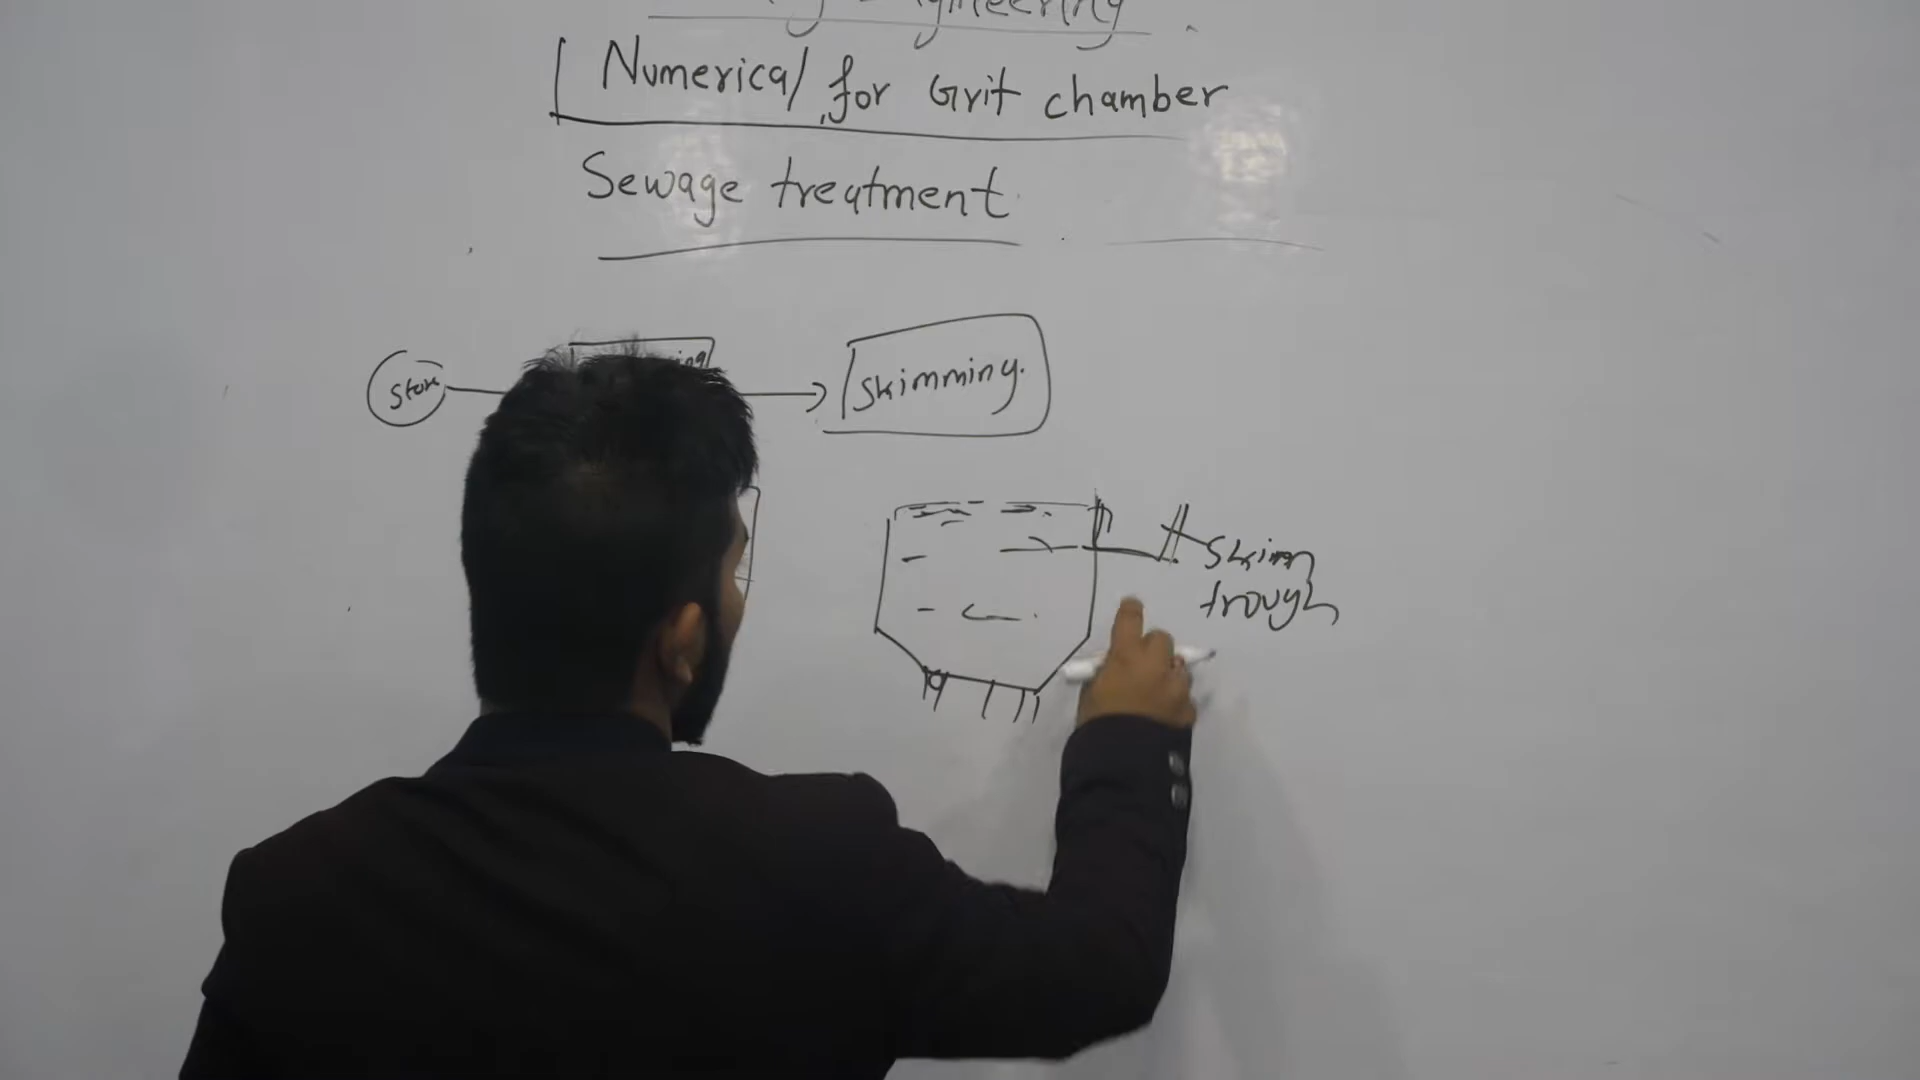 Numerical for Grit chamber
Sewage treatment
skimming.
Skim
trough